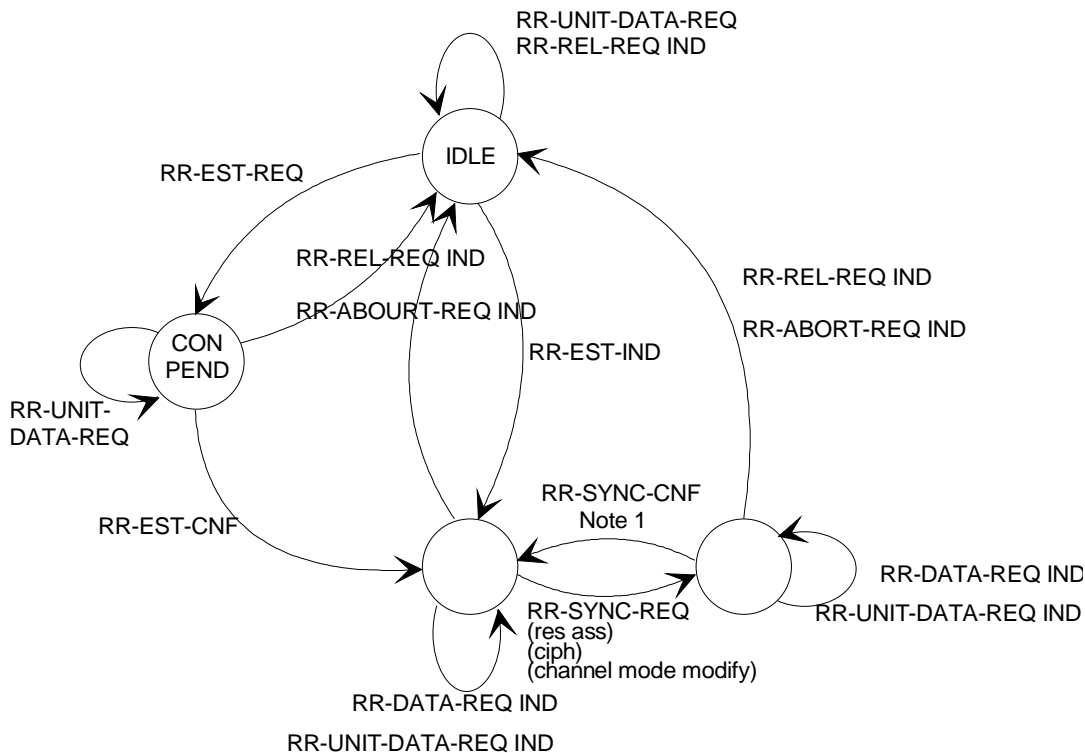 RR-UNIT-DATA-REQ
RR-REL-REQ IND
IDLE
RR-EST-REQ
RR-REL-REQ IND
RR-ABOURT-REQ IND
RR-REL-REQ IND
RR-ABORT-REQ IND
CON
PEND
RR-EST-IND
RR-UNIT-
DATA-REQ
RR-EST-CNF
RR-SYNC-CNF
Note 1
RR-SYNC-REQ
(res ass)
(ciph)
(channel mode modify)
RR-DATA-REQ IND
RR-UNIT-DATA-REQ IND
RR-DATA-REQ IND
RR-UNIT-DATA-REQ IND